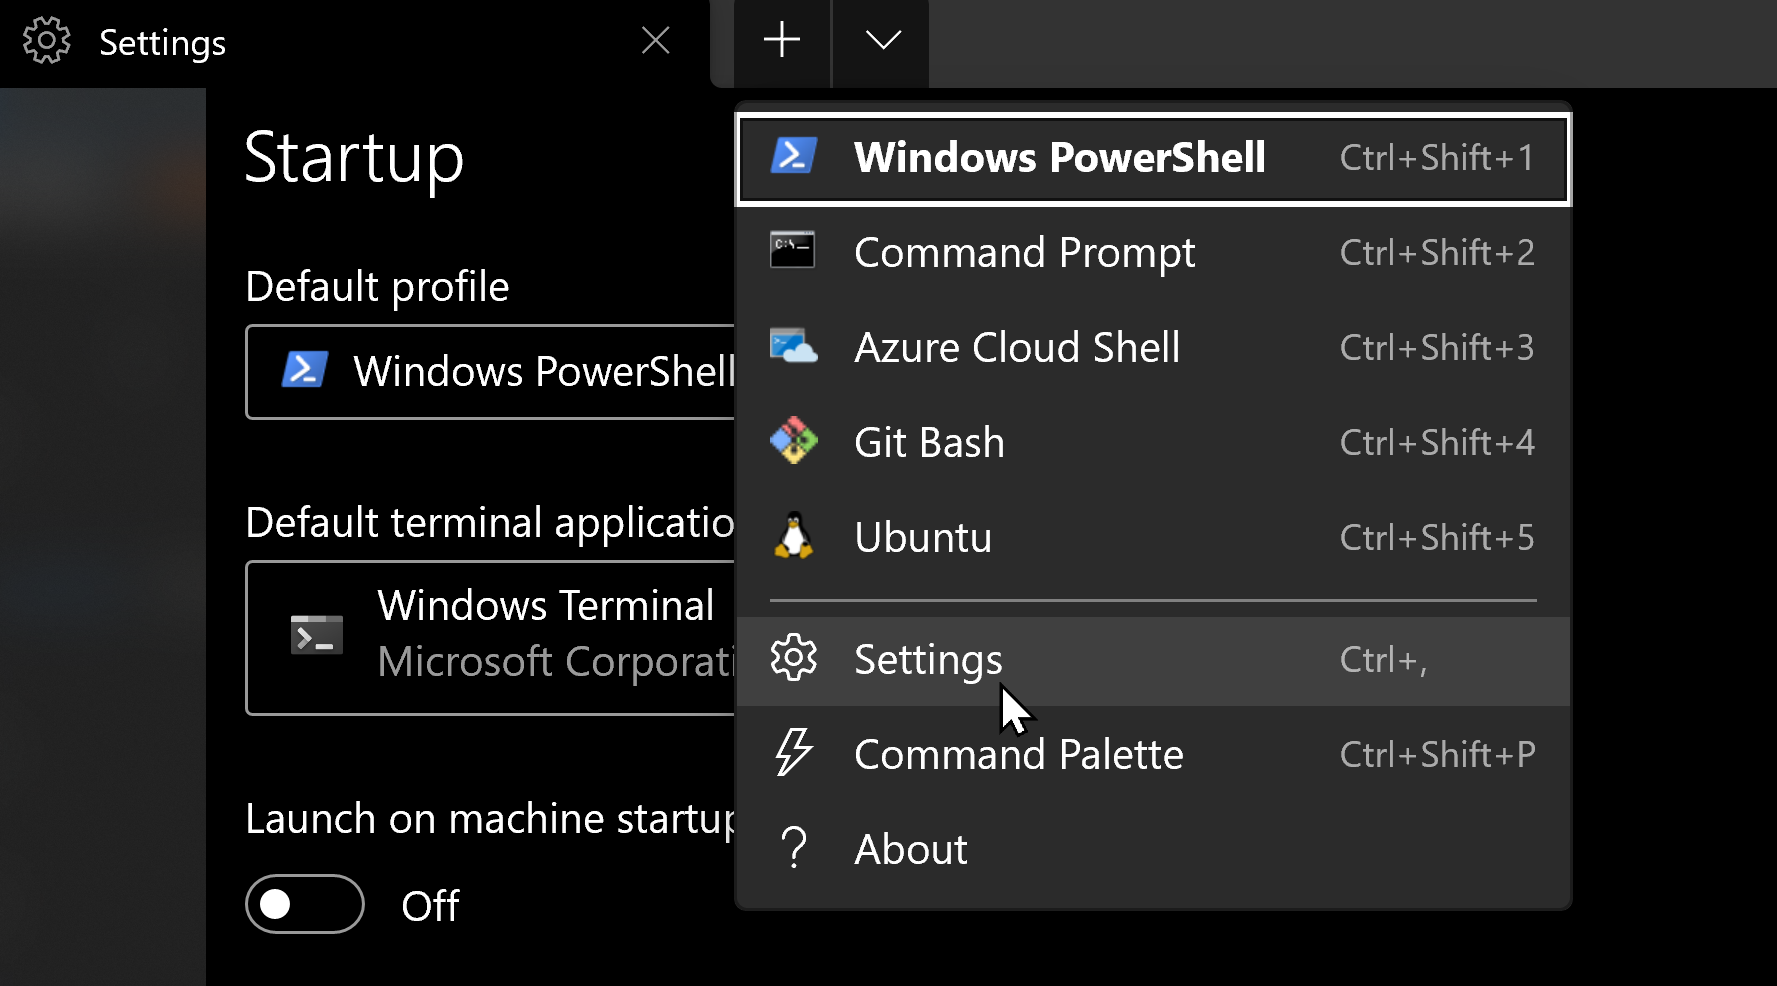 Settings
Startup
Default profile
Windows PowerShell
Default terminal applicatio
Windows Terminal
Microsoft Corporati
Launch on machine startup
Off
Windows PowerShell Ctrl+Shift+1
Command Prompt Ctrl+Shift+2
Azure Cloud Shell Ctrl+Shift+3
Git Bash Ctrl+Shift+4
Ubuntu Ctrl+Shift+5
Settings Ctrl+,
Command Palette Ctrl+Shift+P
About